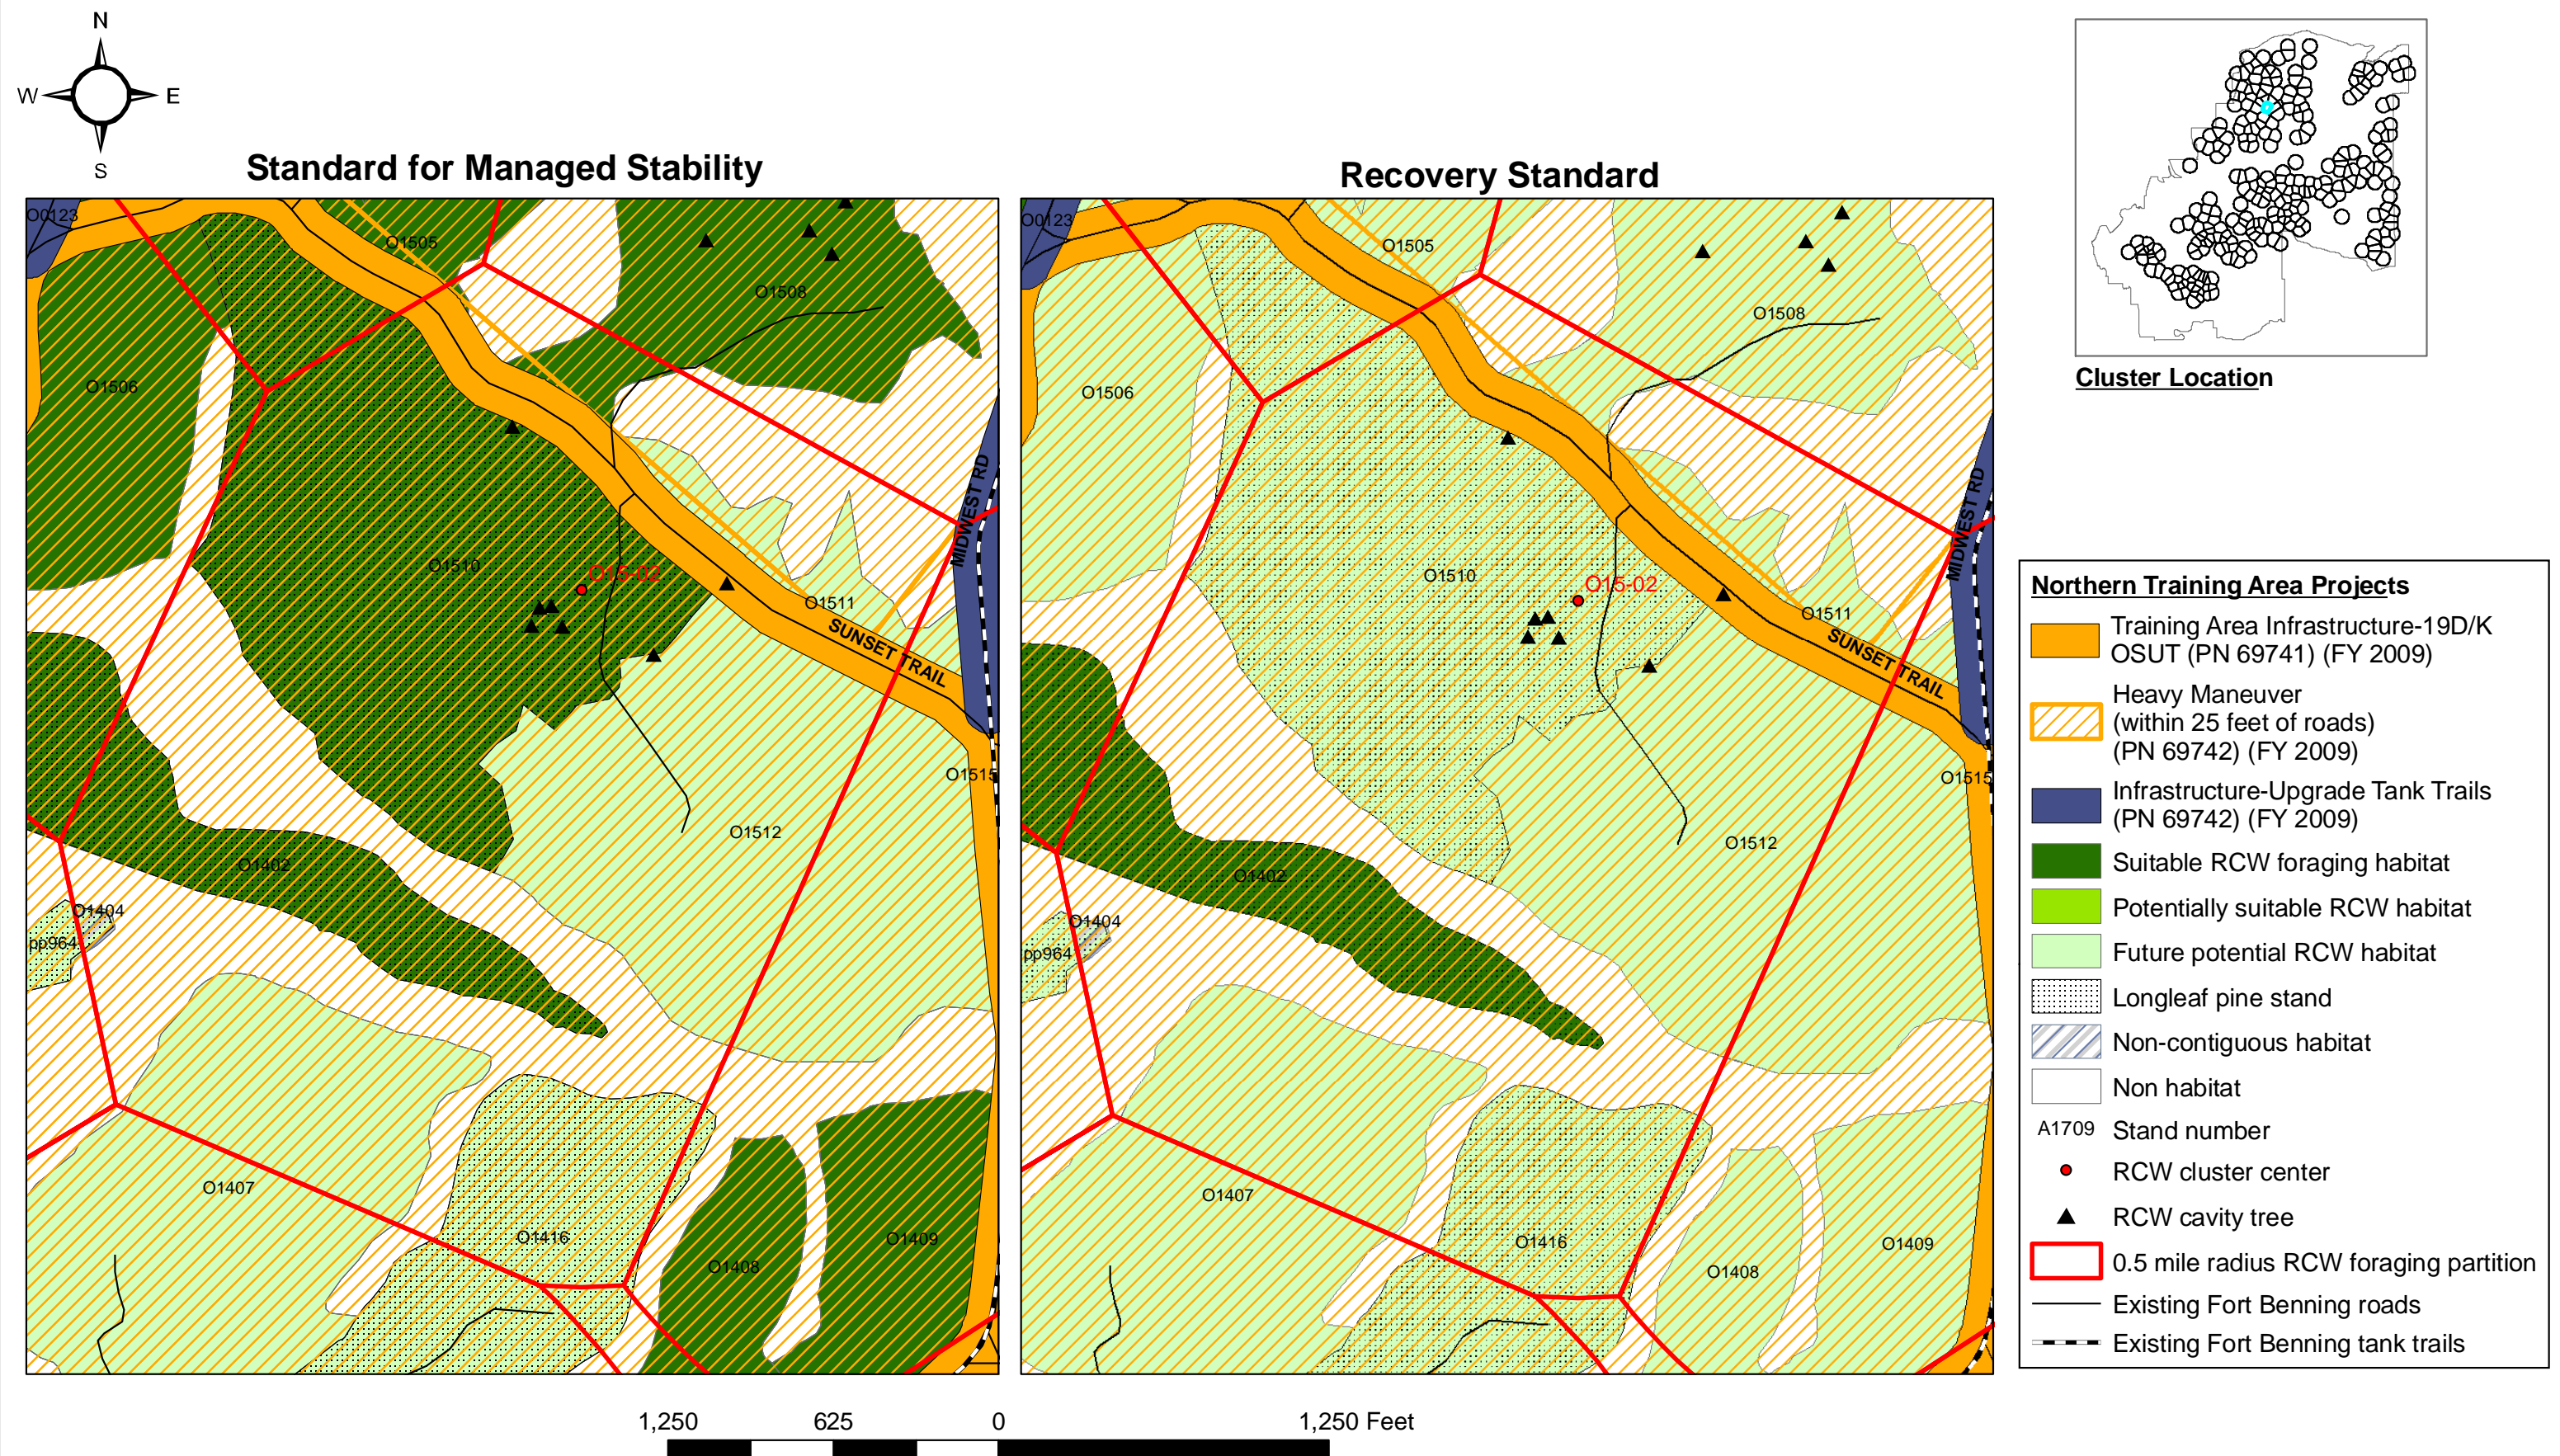 N
W
E
S
Standard for Managed Stability
Recovery Standard
Cluster Location
O0123
O1505
O1508
O1506
O1510
O15-02
O1511
SUNSET TRAIL
MIDWEST RD
O1515
O1512
O1402
O1404
pp964
O1407
O1416
O1408
O1409
O0123
O1505
O1508
O1506
O1510
O15-02
O1511
SUNSET TRAIL
MIDWEST RD
O1515
O1512
O1402
O1404
pp964
O1407
O1416
O1408
O1409
Northern Training Area Projects
Training Area Infrastructure-19D/K
OSUT (PN 69741) (FY 2009)
Heavy Maneuver
(within 25 feet of roads)
(PN 69742) (FY 2009)
Infrastructure-Upgrade Tank Trails
(PN 69742) (FY 2009)
Suitable RCW foraging habitat
Potentially suitable RCW habitat
Future potential RCW habitat
Longleaf pine stand
Non-contiguous habitat
Non habitat
A1709 Stand number
RCW cluster center
RCW cavity tree
0.5 mile radius RCW foraging partition
Existing Fort Benning roads
Existing Fort Benning tank trails
1,250 625 0 1,250 Feet